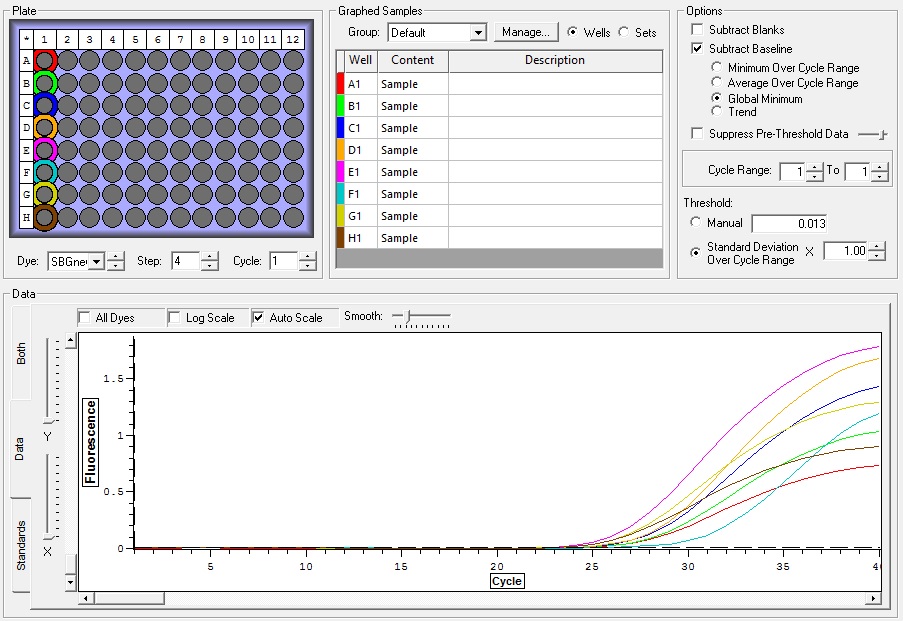 Plate
* 1 2 3 4 5 6 7 8 9 10 11 12
A
B
C
D
E
F
G
H
Dye: SBGne Step: 4 Cycle: 1
Graphed Samples
Group: Default Manage... Wells Sets
Well Content Description
A1 Sample
B1 Sample
C1 Sample
D1 Sample
E1 Sample
F1 Sample
G1 Sample
H1 Sample
Options
Subtract Blanks
Subtract Baseline
Minimum Over Cycle Range
Average Over Cycle Range
Global Minimum
Trend
Suppress Pre-Threshold Data
Cycle Range: 1 To 1
Threshold:
Manual 0.013
Standard Deviation
Over Cycle Range X 1.00
Data
All Dyes Log Scale Auto Scale Smooth:
Both
Data
Standards
Y
X
Fluorescence
1.5
1
0.5
0
5 10 15 20 25 30 35 40
Cycle